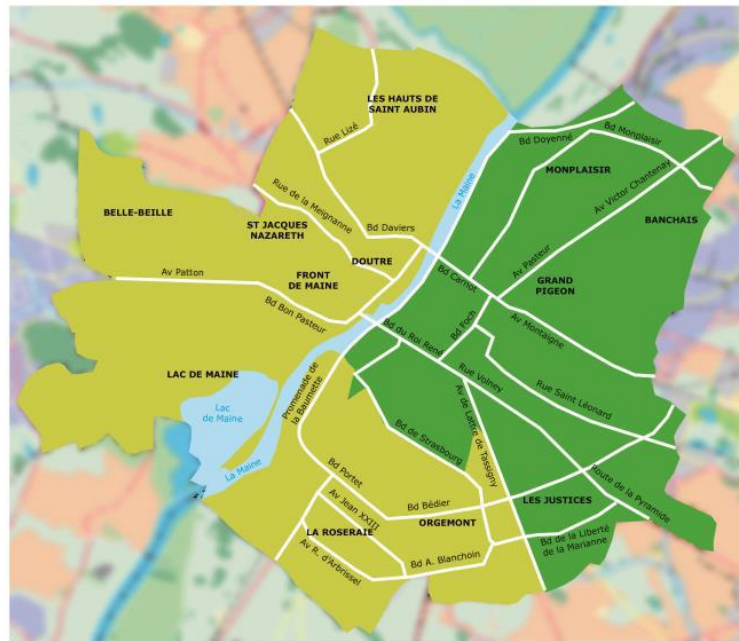 LES HAUTS DE
SAINT AUBIN
Rue Lizé
Bd Doyenné
Bd Monplaisir
MONPLAISIR
Av Victor Chantenay
La Maine
BELLE-BEILLE
Rue de la Meignanne
ST JACQUES
NAZARETH
BANCHAIS
Bd Daviers
DOUTRE
Av Pasteur
Bd Carnot
Av Patton
FRONT
DE MAINE
GRAND
PIGEON
Bd Bon Pasteur
Bd du Roi René
Bd Foch
Av Montaigne
LAC DE MAINE
Promenade de
la Baumette
Rue Volney
Rue Saint Léonard
Lac
de Maine
Av de Lattre de Tassigny
Bd de Strasbourg
La Maine
Bd Portet
Route de la Pyramide
Av Jean XXIII
Bd Bédier
LES JUSTICES
ORGEMONT
LA ROSERAIE
Av R. d'Arbrissel
Bd A. Blanchoin
Bd de la Liberté
de la Marianne